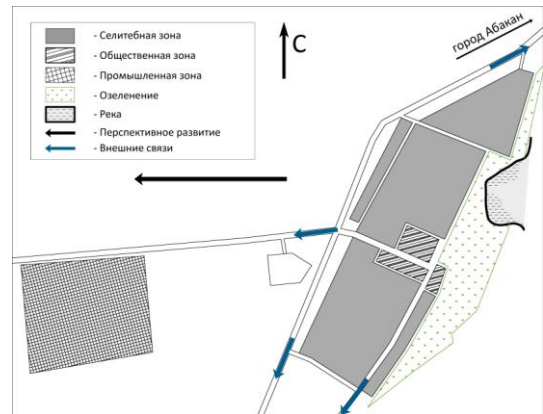 - Селитебная зона
- Общественная зона
- Промышленная зона
- Озеленение
- Река
- Перспективное развитие
- Внешние связи
С
город Абакан